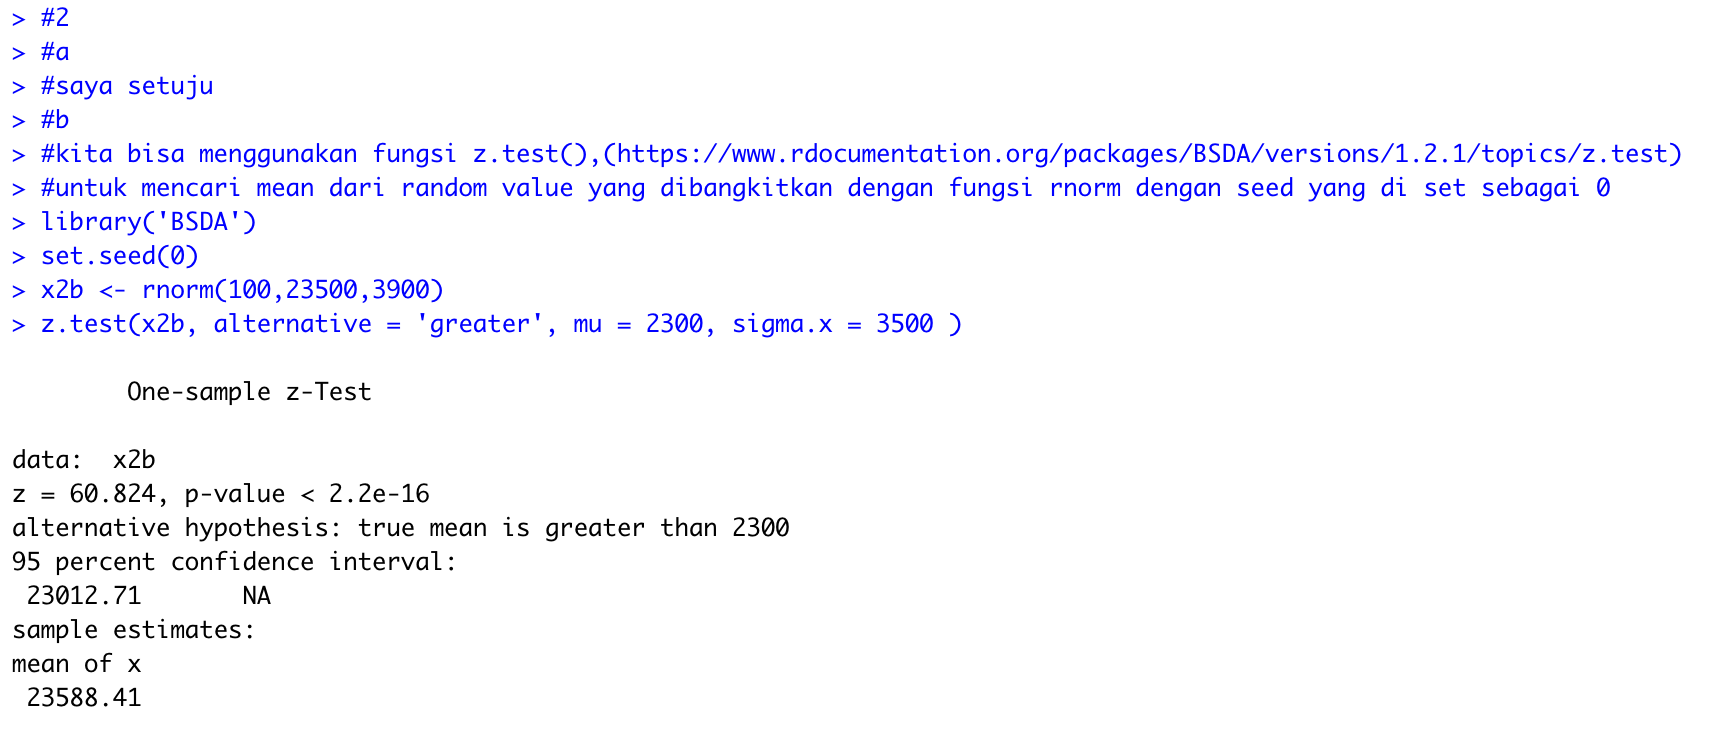 > #2
> #a
> #saya setuju
> #b
> #kita bisa menggunakan fungsi z.test(),(https://www.rdocumentation.org/packages/BSDA/versions/1.2.1/topics/z.test)
> #untuk mencari mean dari random value yang dibangkitkan dengan fungsi rnorm dengan seed yang di set sebagai 0
> library('BSDA')
> set.seed(0)
> x2b <- rnorm(100,23500,3900)
> z.test(x2b, alternative = 'greater', mu = 2300, sigma.x = 3500 )
One-sample z-Test
data:  x2b
z = 60.824, p-value < 2.2e-16
alternative hypothesis: true mean is greater than 2300
95 percent confidence interval:
 23012.71       NA
sample estimates:
mean of x
 23588.41